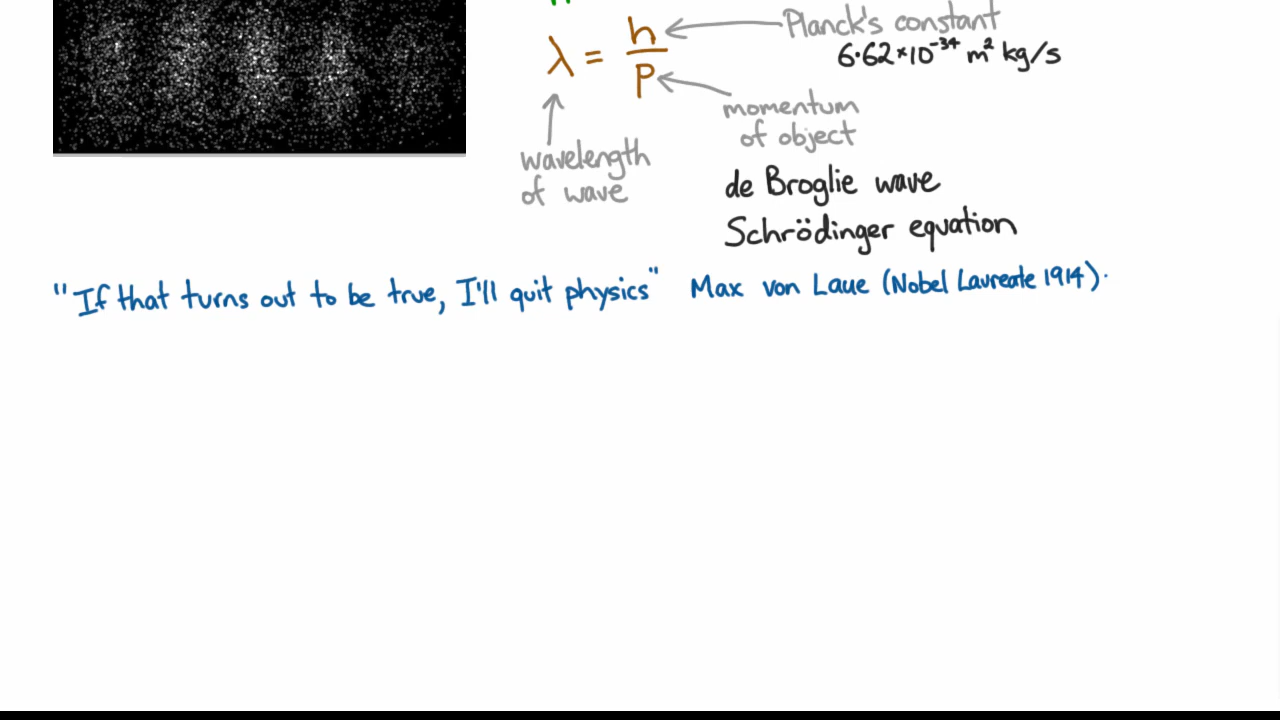 λ = h/P
Planck's constant
6.62×10⁻³⁴ m² kg/s
momentum
of object
wavelength
of wave
de Broglie wave
Schrödinger equation
"If that turns out to be true, I'll quit physics" Max von Laue (Nobel Laureate 1914).